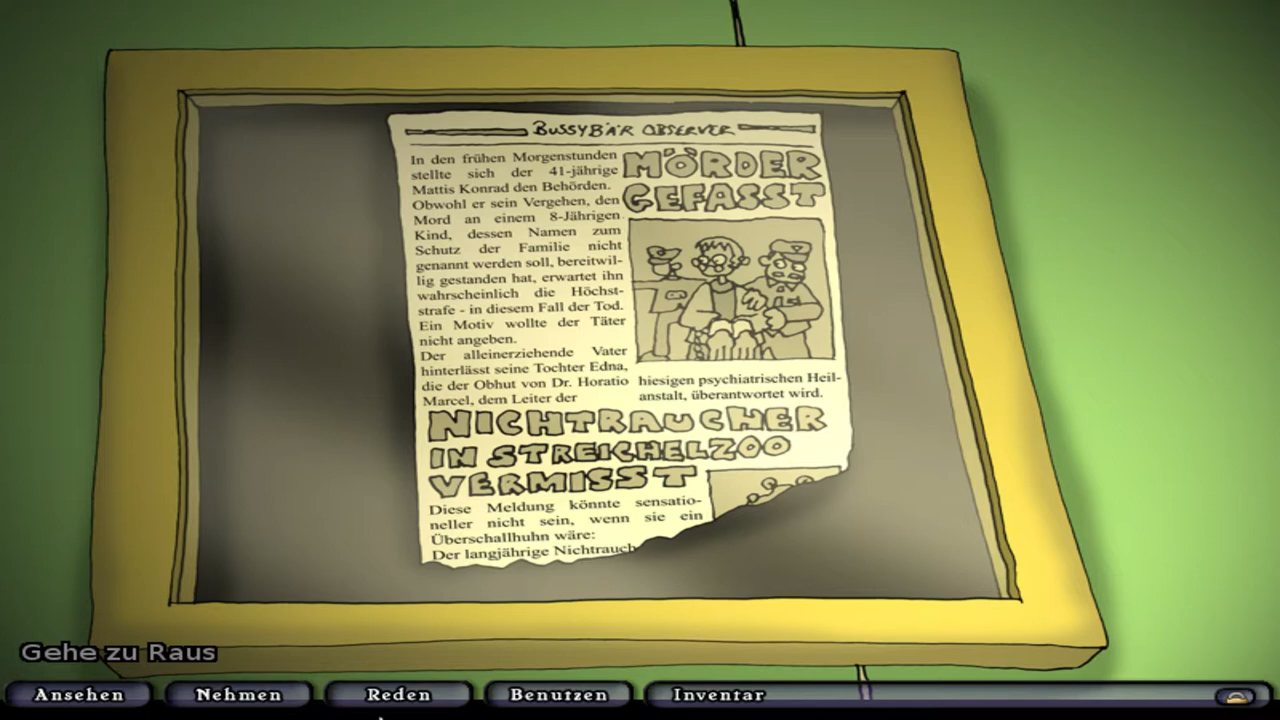 BUSSYBÄR OBSERVER
In den frühen Morgenstunden
stellte sich der 41-jährige
Mattis Konrad den Behörden.
Obwohl er sein Vergehen, den
Mord an einem 8-Jährigen
Kind, dessen Namen zum
Schutz der Familie nicht
genannt werden soll, bereitwil-
lig gestanden hat, erwartet ihn
wahrscheinlich die Höchst-
strafe - in diesem Fall der Tod.
Ein Motiv wollte der Täter
nicht angeben.
Der alleinerziehende Vater
hinterlässt seine Tochter Edna,
die der Obhut von Dr. Horatio
Marcel, dem Leiter der
MÖRDER
GEFASST
hiesigen psychiatrischen Heil-
anstalt, überantwortet wird.
NICHTRAUCHER
IN STREICHELZOO
VERMISST
Diese Meldung könnte sensatio-
neller nicht sein, wenn sie ein
Überschallhuhn wäre:
Der langjährige Nichtrauch
Gehe zu Raus
Ansehen
Nehmen
Reden
Benutzen
Inventar